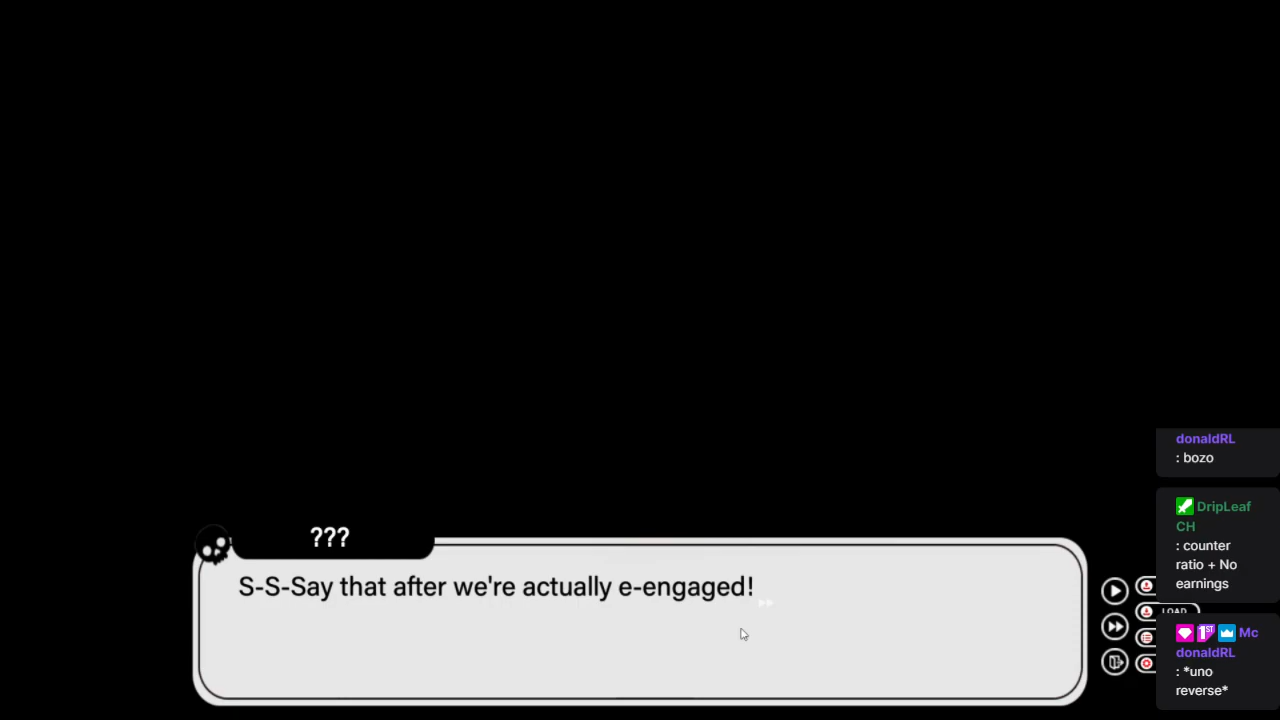 ???
S-S-Say that after we're actually e-engaged!
LOAD
donaldRL
: bozo
DripLeaf
CH
: counter
ratio + No
earnings
1ST Mc
donaldRL
: *uno
reverse*